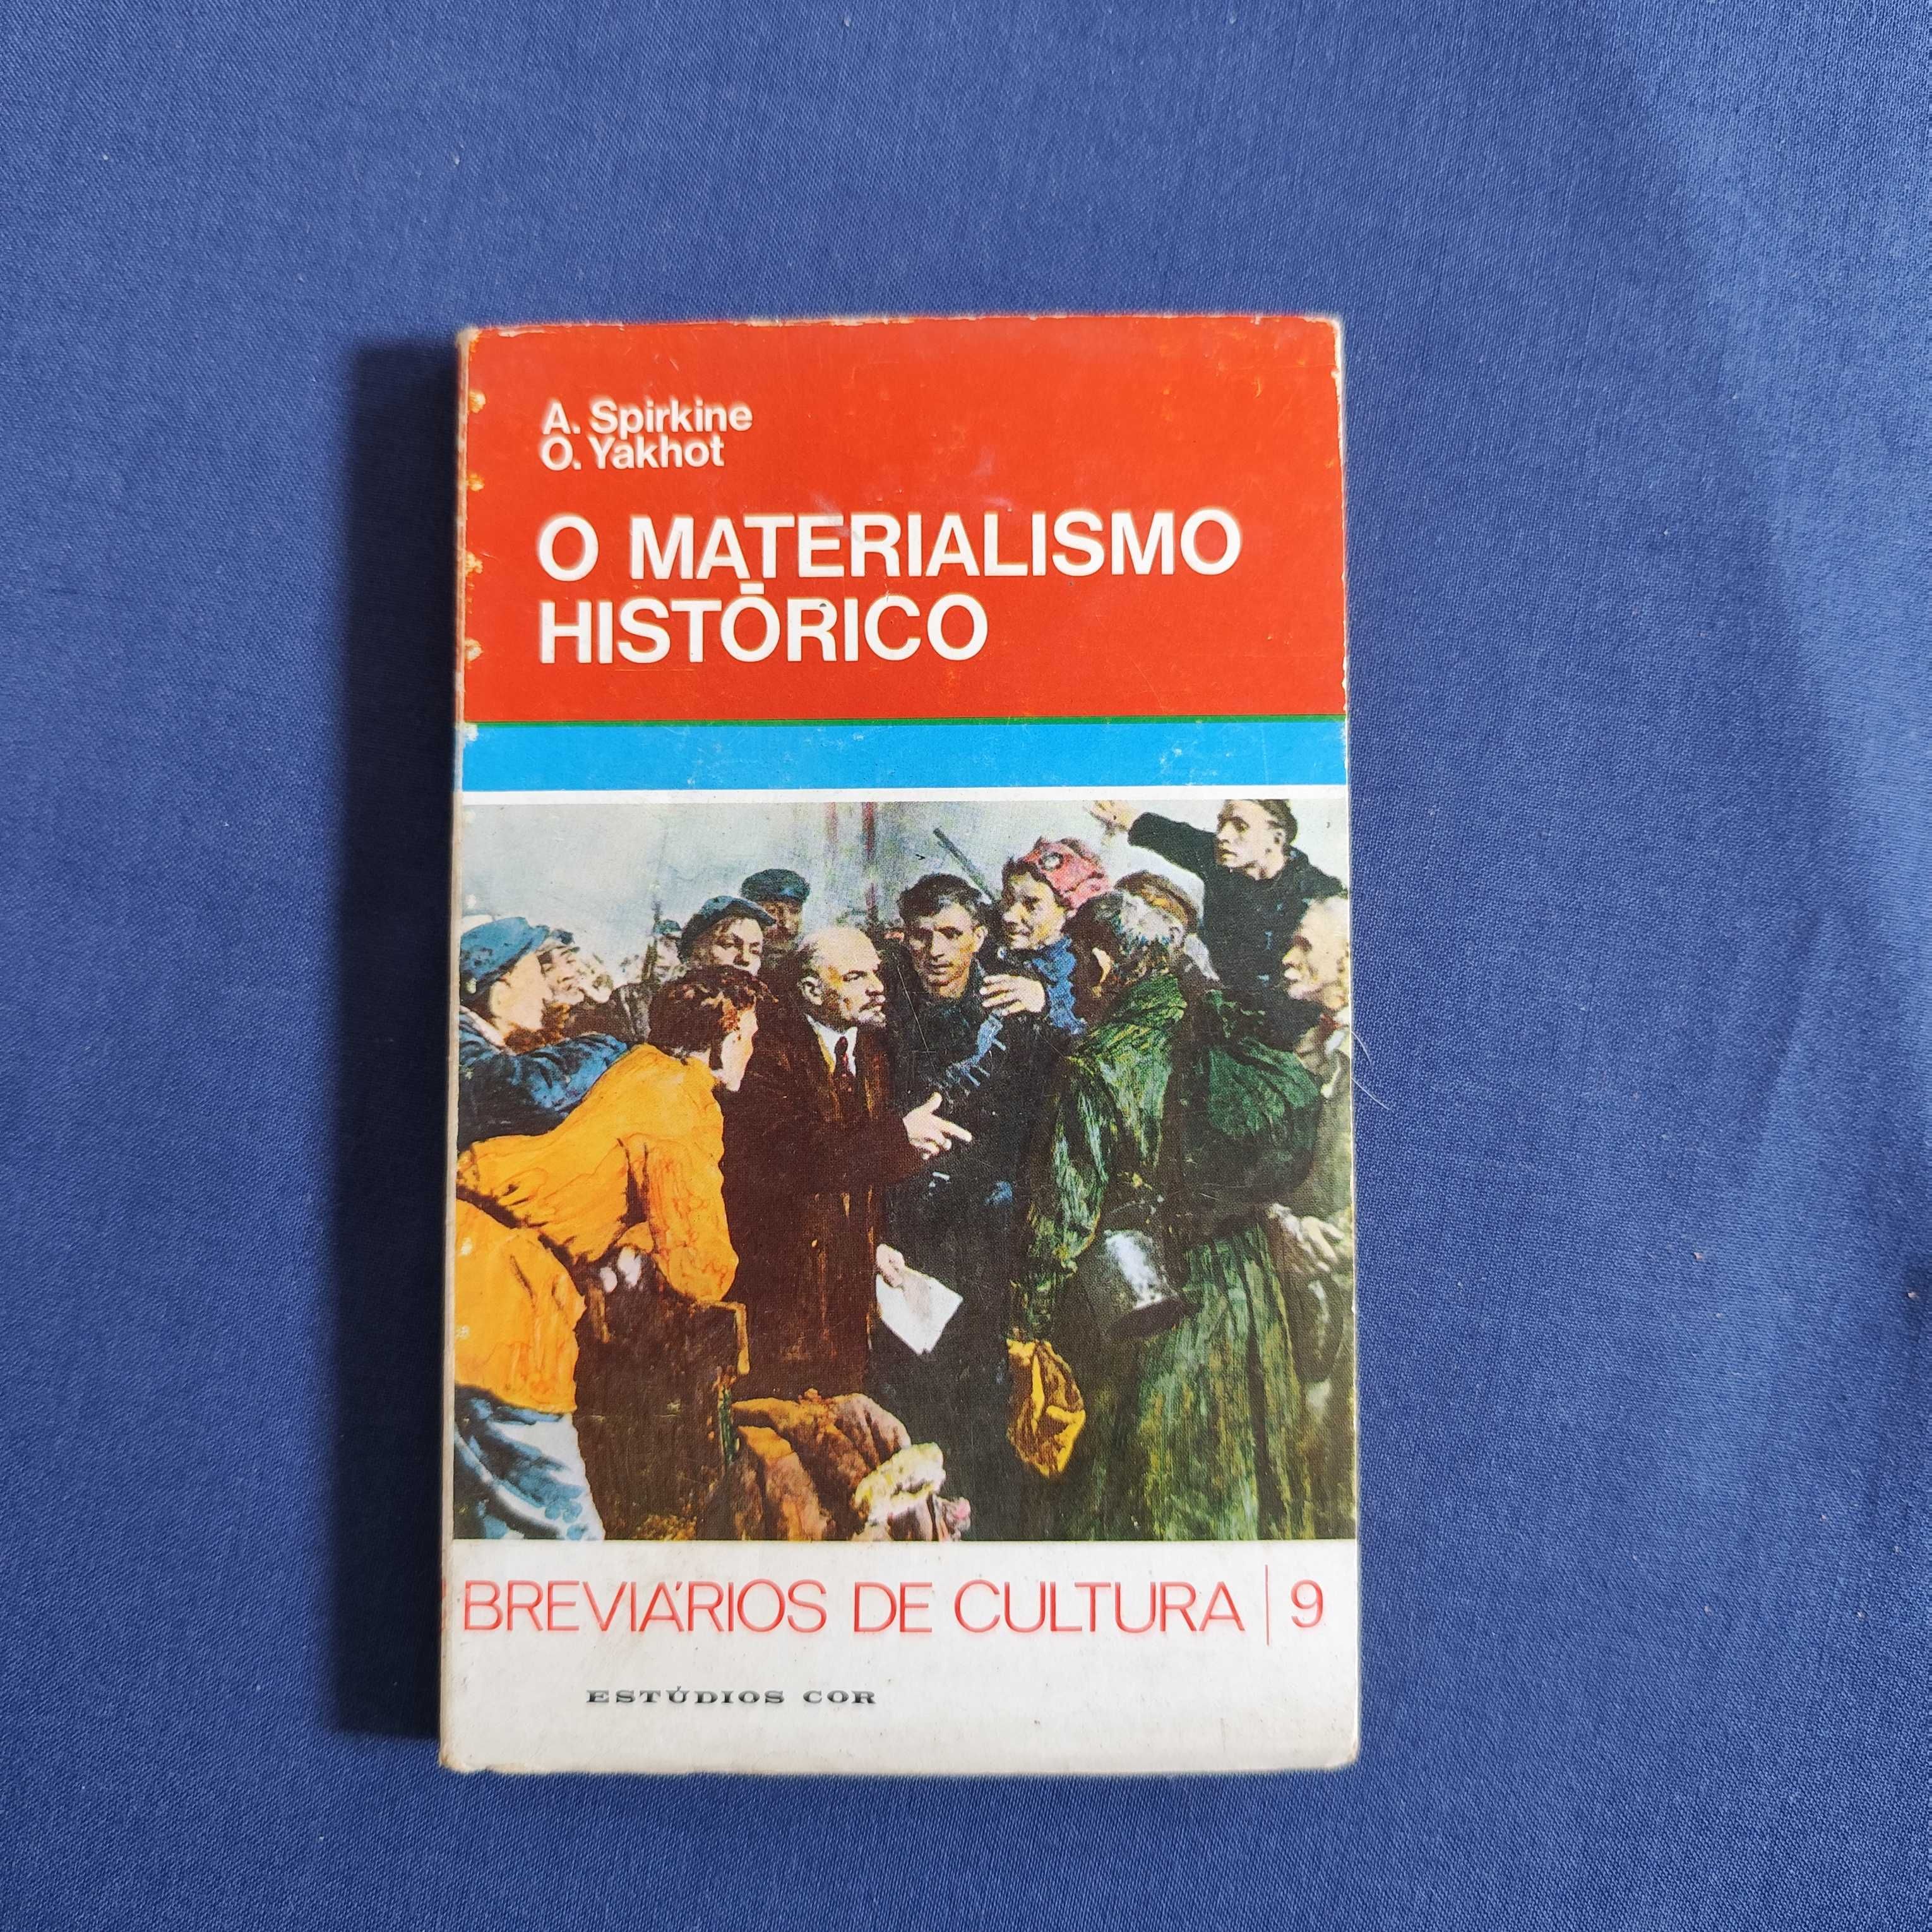 A. Spirkine
O. Yakhot
O MATERIALISMO
HISTÓRICO
BREVIÁRIOS DE CULTURA | 9
ESTÚDIOS COR